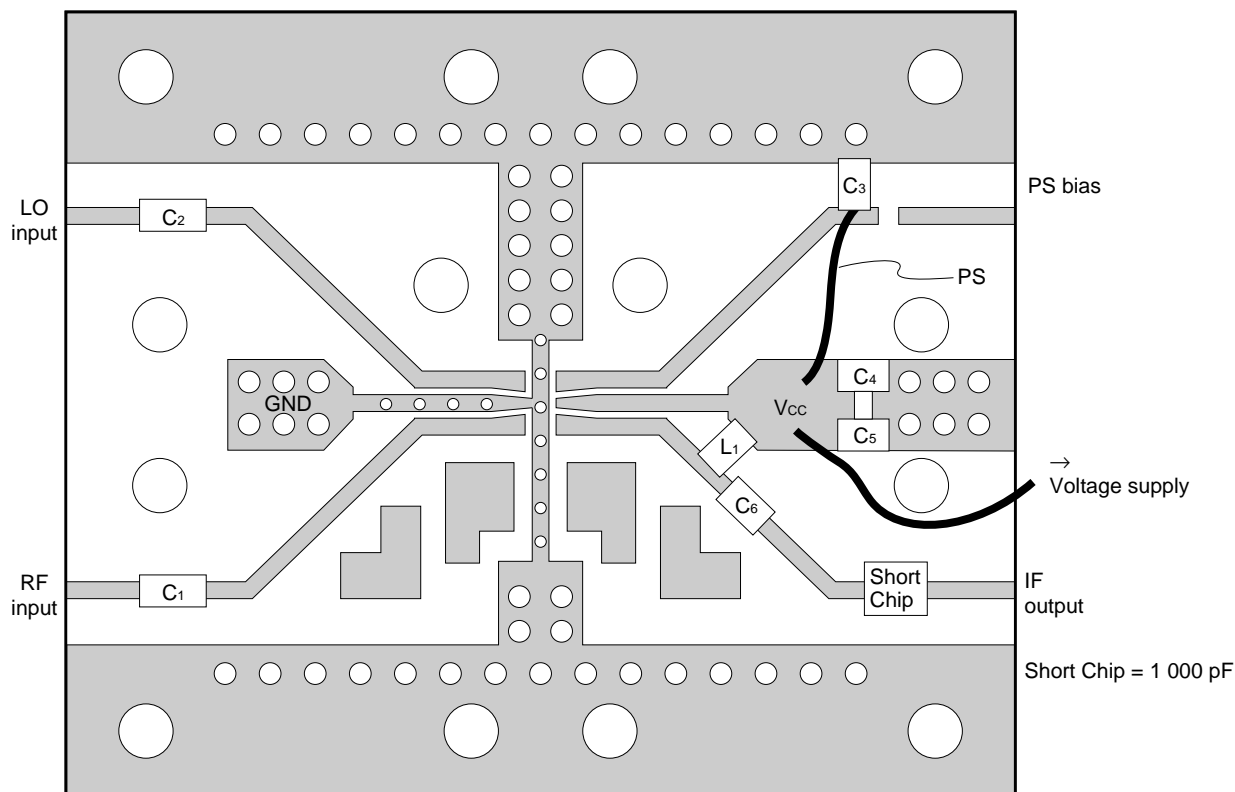 C3
PS bias
LO
input
C2
PS
C4
GND
VCC
C5
L1
→
Voltage supply
C6
RF
input
C1
Short
Chip
IF
output
Short Chip = 1 000 pF